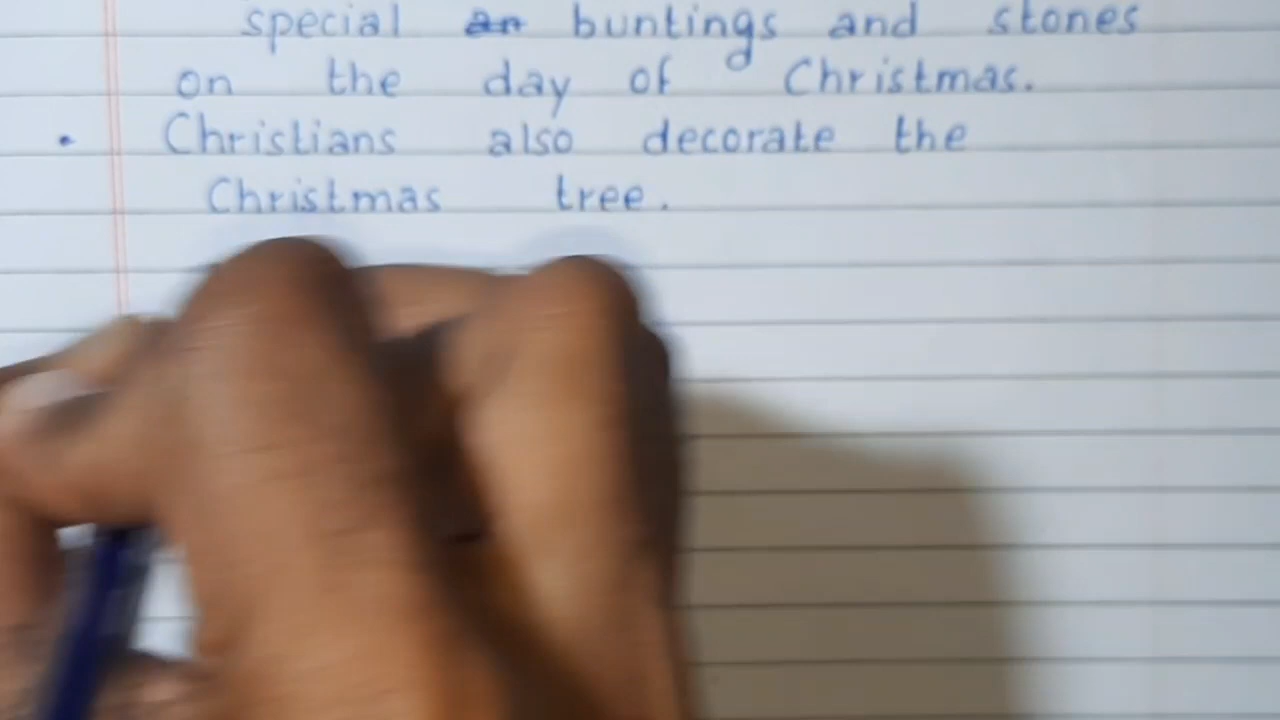 special an buntings and stones
on the day of Christmas.
• Christians also decorate the
Christmas tree.